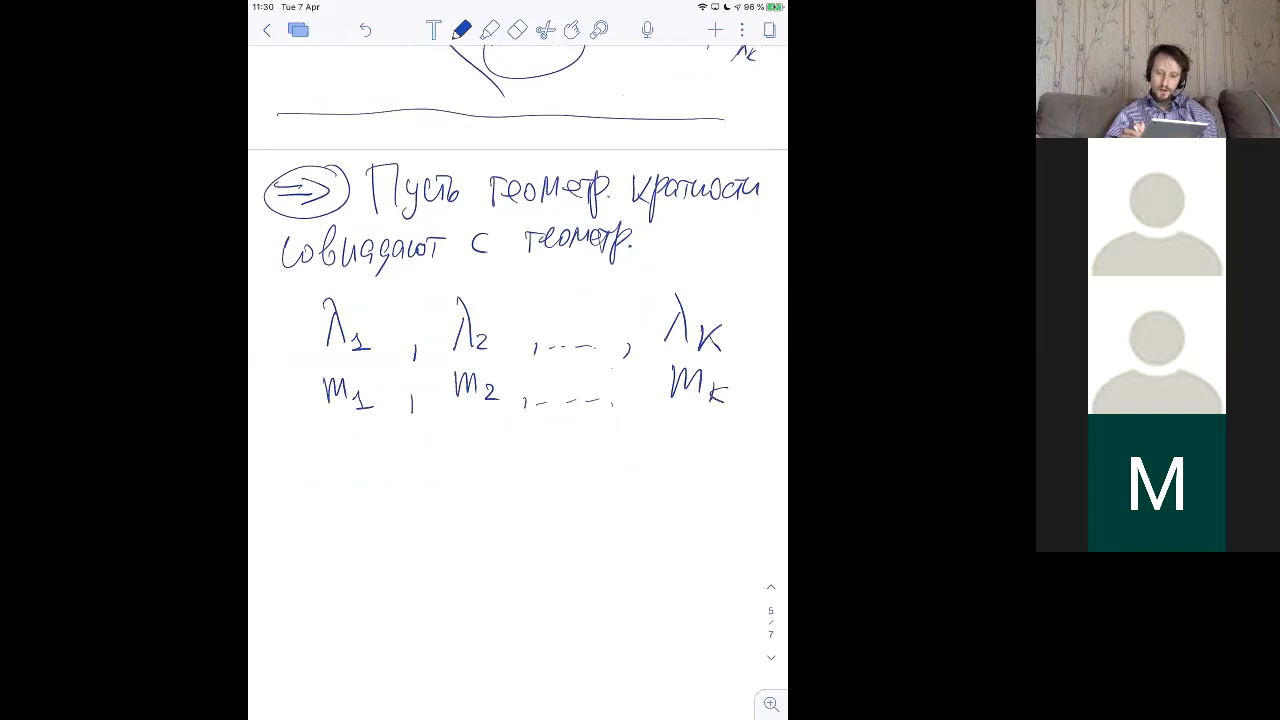 11:30 Tue 7 Apr
96 %
λK
⇒ Пусть геометр. кратности
совпадают с геометр.
λ1 , λ2 , ..... , λK
m1 , m2 , ..... mK
5
/
7
M